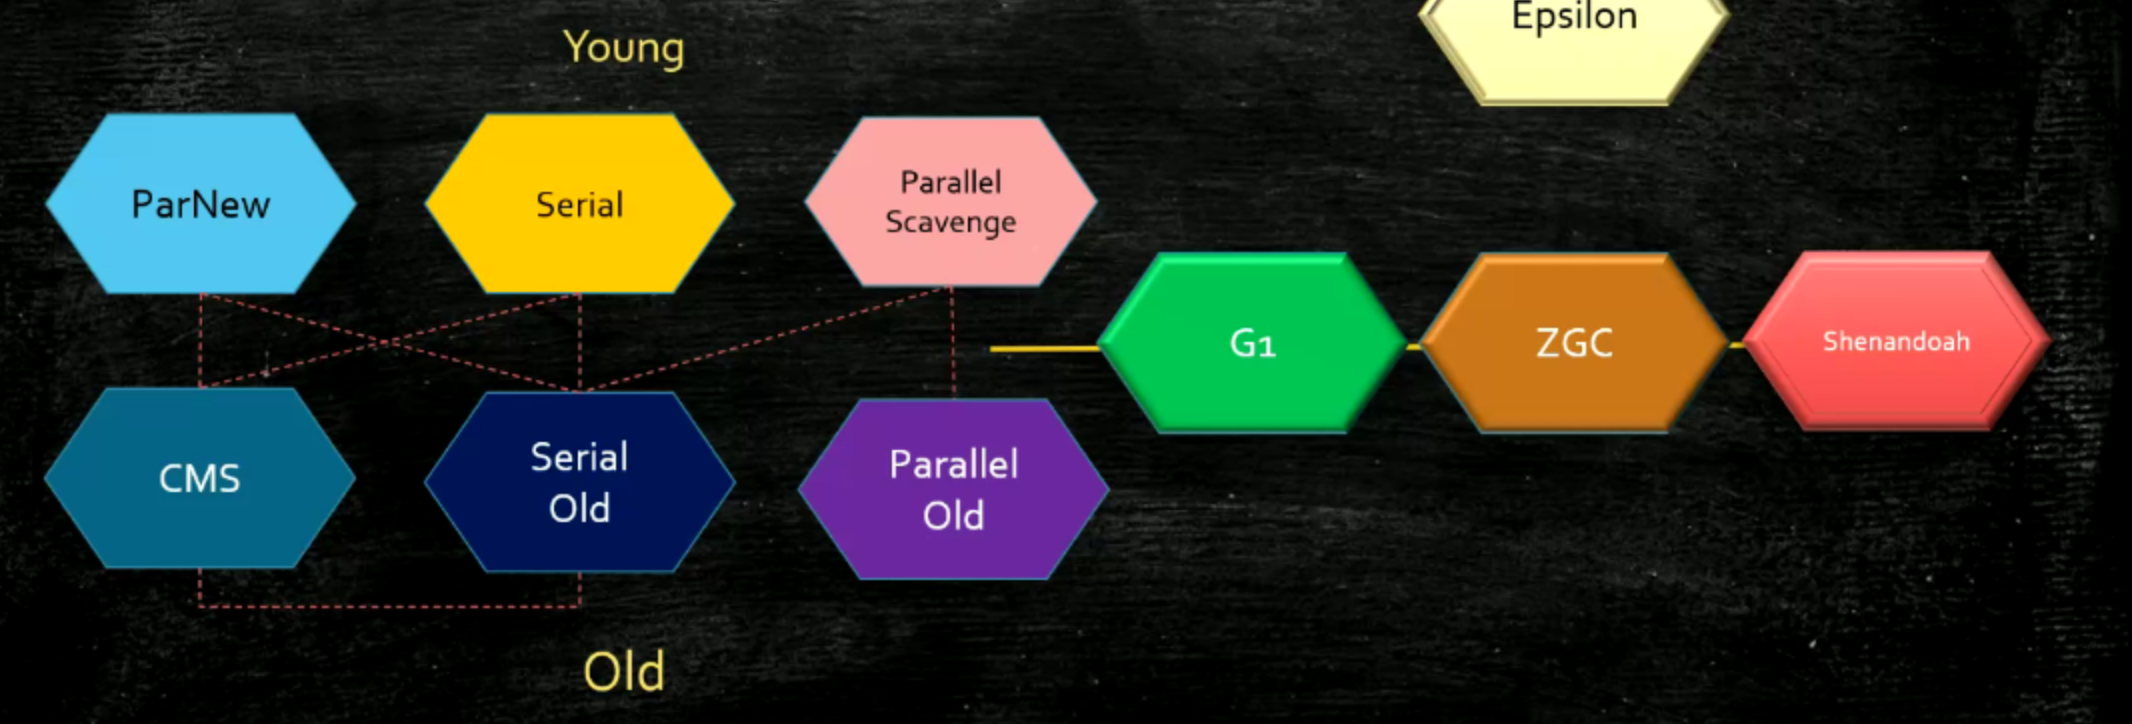 Epsilon
Young
ParNew
Serial
Parallel
Scavenge
G1
ZGC
Shenandoah
CMS
Serial
Old
Parallel
Old
Old